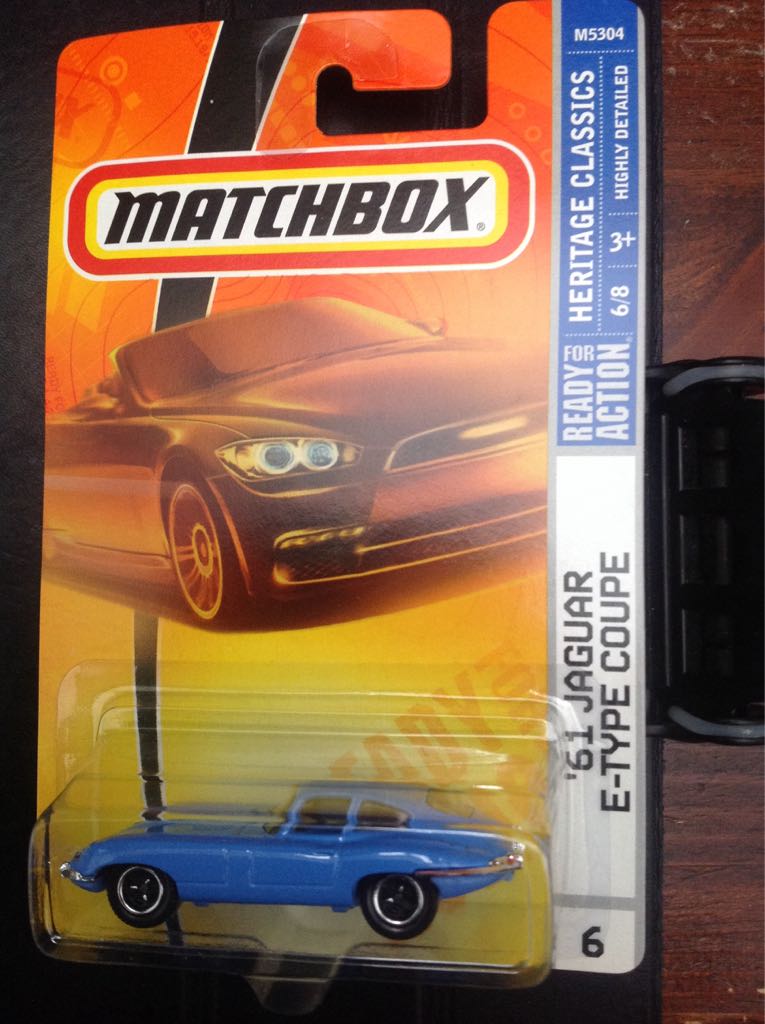 M5304
MATCHBOX®
HERITAGE CLASSICS
HIGHLY DETAILED
6/8
3+
READY FOR
ACTION®
'61 JAGUAR
E-TYPE COUPE
6